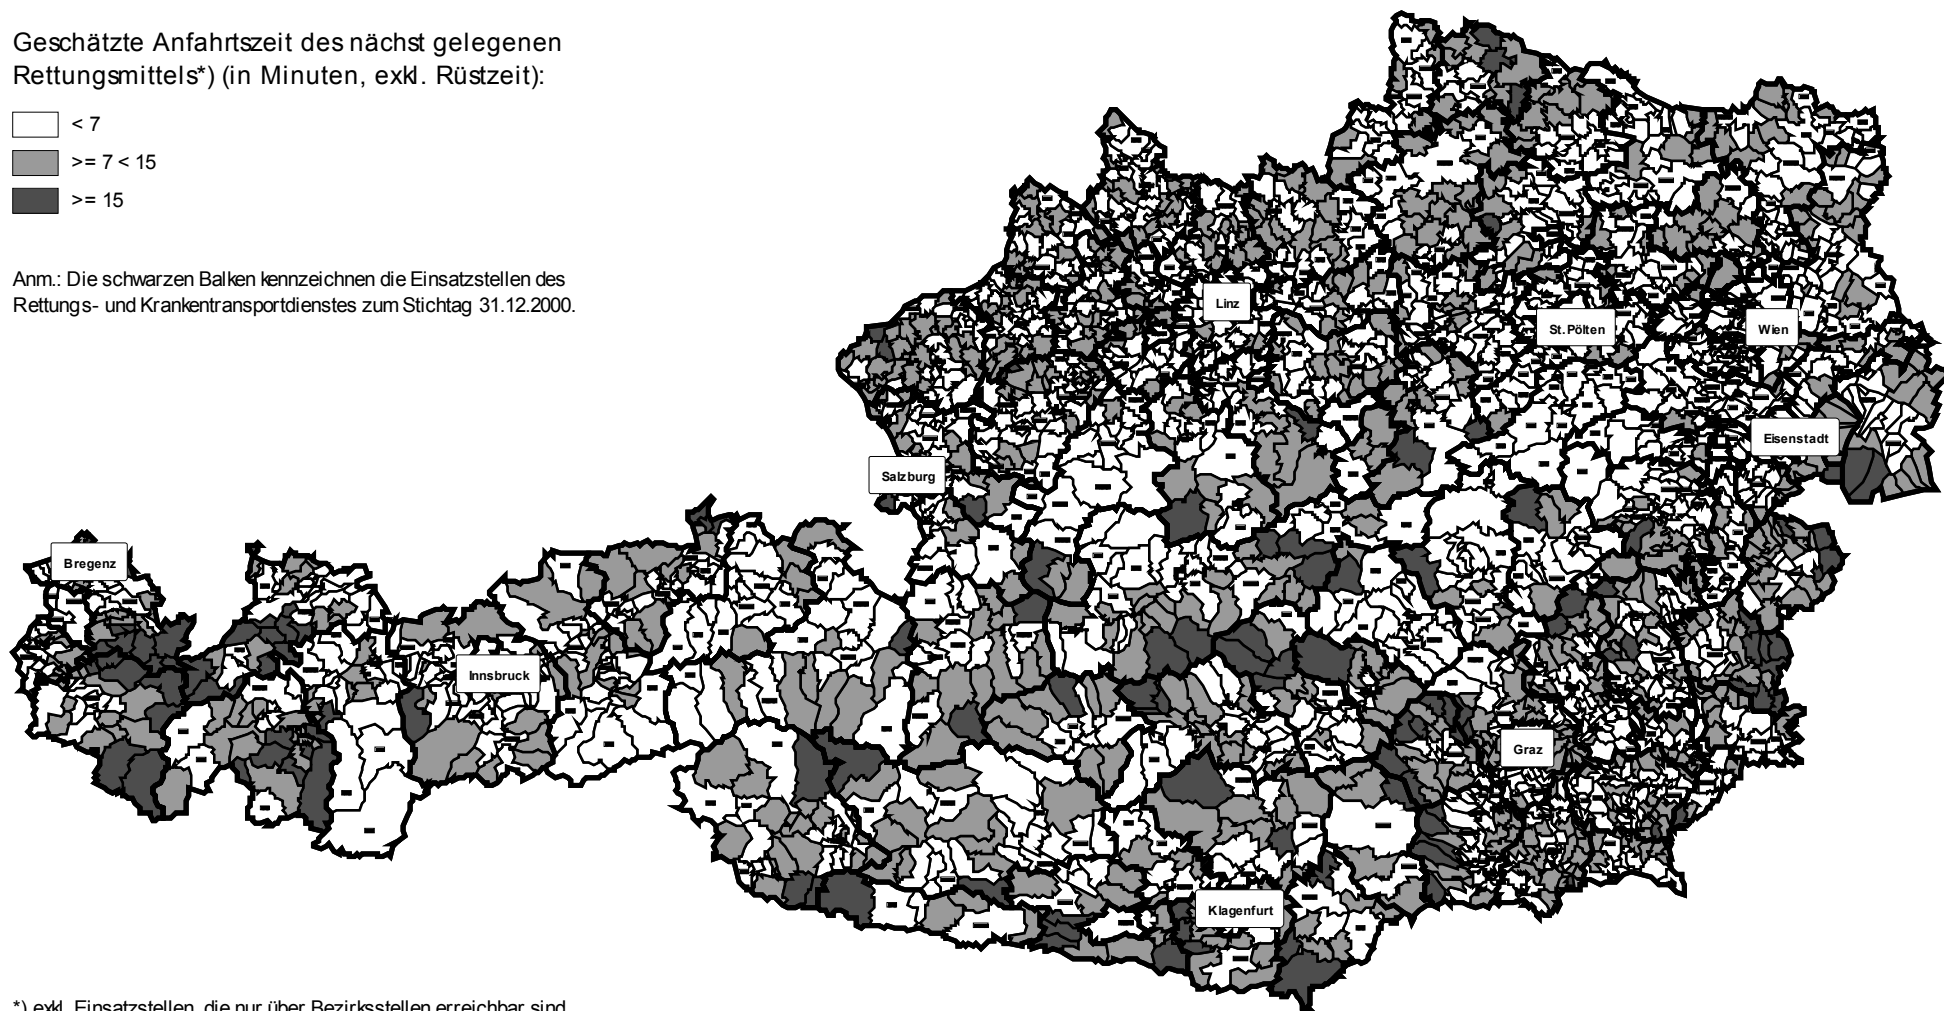 Geschätzte Anfahrtszeit des nächst gelegenen
Rettungsmittels*) (in Minuten, exkl. Rüstzeit):
< 7
>= 7 < 15
>= 15
Anm.: Die schwarzen Balken kennzeichnen die Einsatzstellen des
Rettungs- und Krankentransportdienstes zum Stichtag 31.12.2000.
Linz
St.Pölten
Wien
Eisenstadt
Salzburg
Bregenz
Innsbruck
Graz
Klagenfurt
*) exkl. Einsatzstellen, die nur über Bezirksstellen erreichbar sind